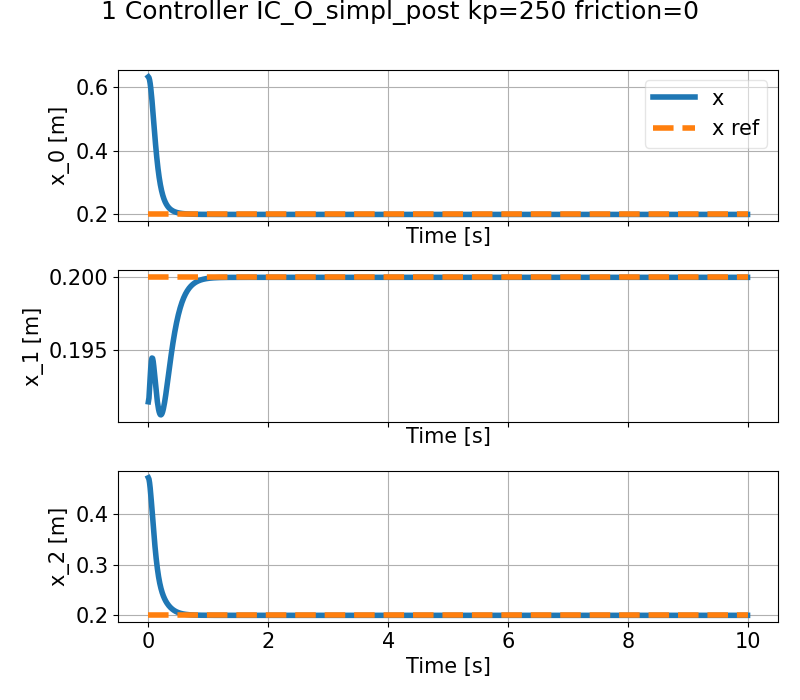 1 Controller IC_O_simpl_post kp=250 friction=0
x_0 [m]
0.6
0.4
0.2
x
x ref
Time [s]
x_1 [m]
0.200
0.195
Time [s]
x_2 [m]
0.4
0.3
0.2
0 2 4 6 8 10
Time [s]